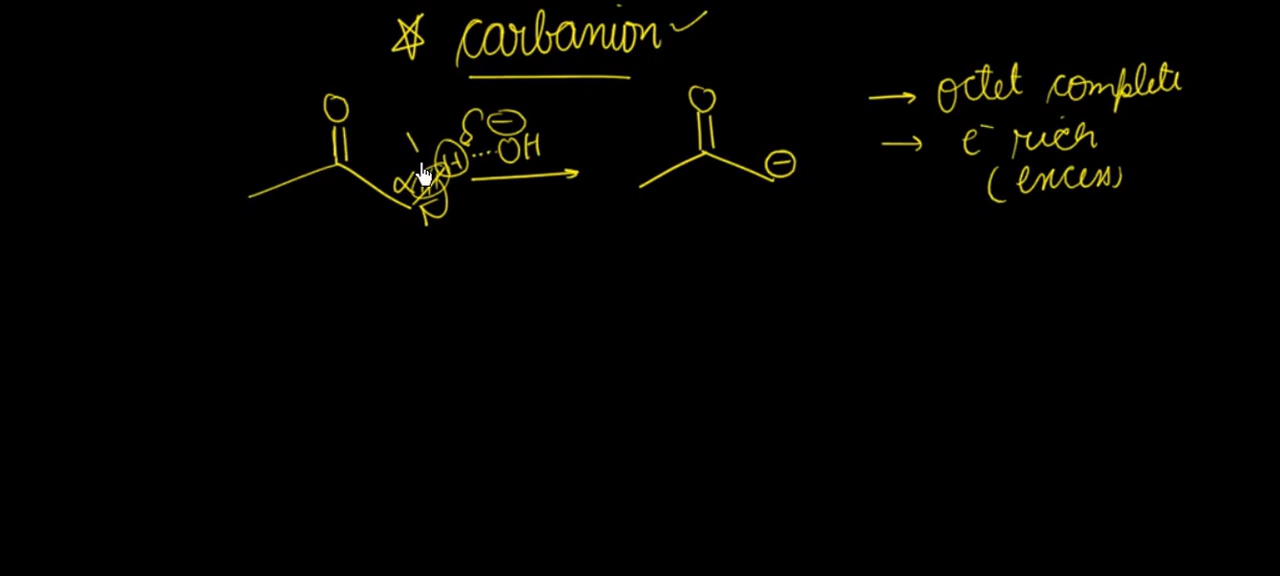 ☆ Carbanion ✓
→ Octet complete
→ e⁻ rich
(excess)
O
α H ⊖
OH
→
O
⊖